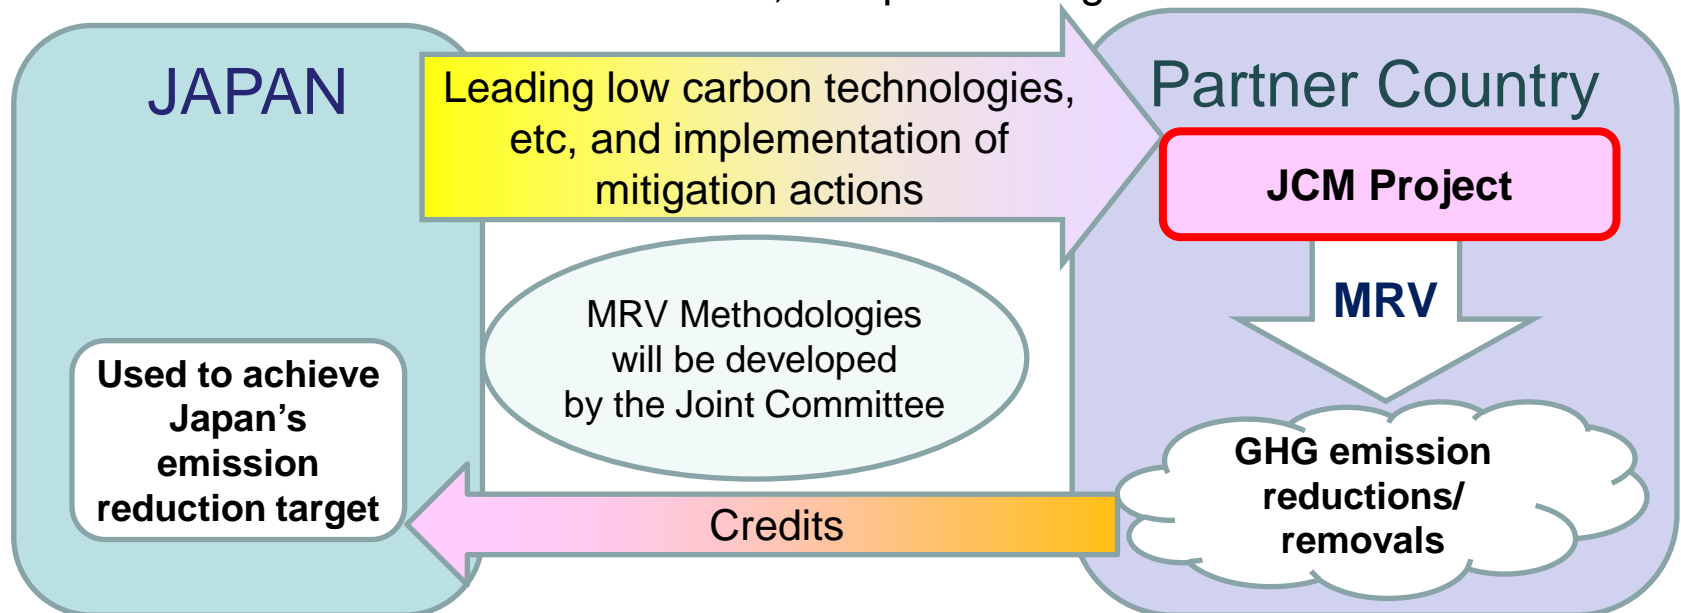 JAPAN
Leading low carbon technologies,
etc, and implementation of
mitigation actions
Partner Country
JCM Project
MRV
MRV Methodologies
will be developed
by the Joint Committee
Used to achieve
Japan’s
emission
reduction target
Credits
GHG emission
reductions/
removals